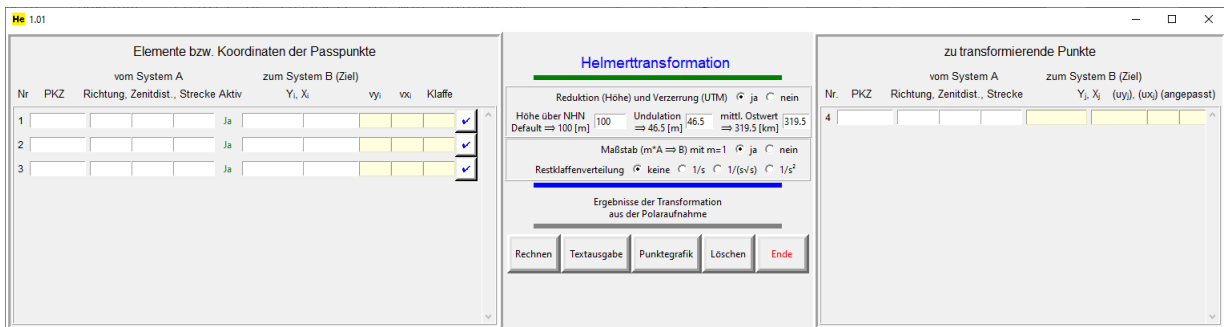 He 1.01
Elemente bzw. Koordinaten der Passpunkte
vom System A zum System B (Ziel)
Nr PKZ Richtung, Zenitdist., Strecke Aktiv Yᵢ, Xᵢ vyᵢ vxᵢ Klaffe
1 Ja ✔
2 Ja ✔
3 Ja ✔
Helmerttransformation
Reduktion (Höhe) und Verzerrung (UTM) ja nein
Höhe über NHN Default ⟹ 100 [m] 100 Undulation ⟹ 46.5 [m] 46.5 mittl. Ostwert ⟹ 319.5 [km] 319.5
Maßstab (m*A ⟹ B) mit m=1 ja nein
Restklaffenverteilung keine 1/s 1/(s√s) 1/s²
Ergebnisse der Transformation
aus der Polaraufnahme
Rechnen Textausgabe Punktegrafik Löschen Ende
zu transformierende Punkte
vom System A zum System B (Ziel)
Nr. PKZ Richtung, Zenitdist., Strecke Yⱼ, Xⱼ (uyⱼ), (uxⱼ) (angepasst)
4